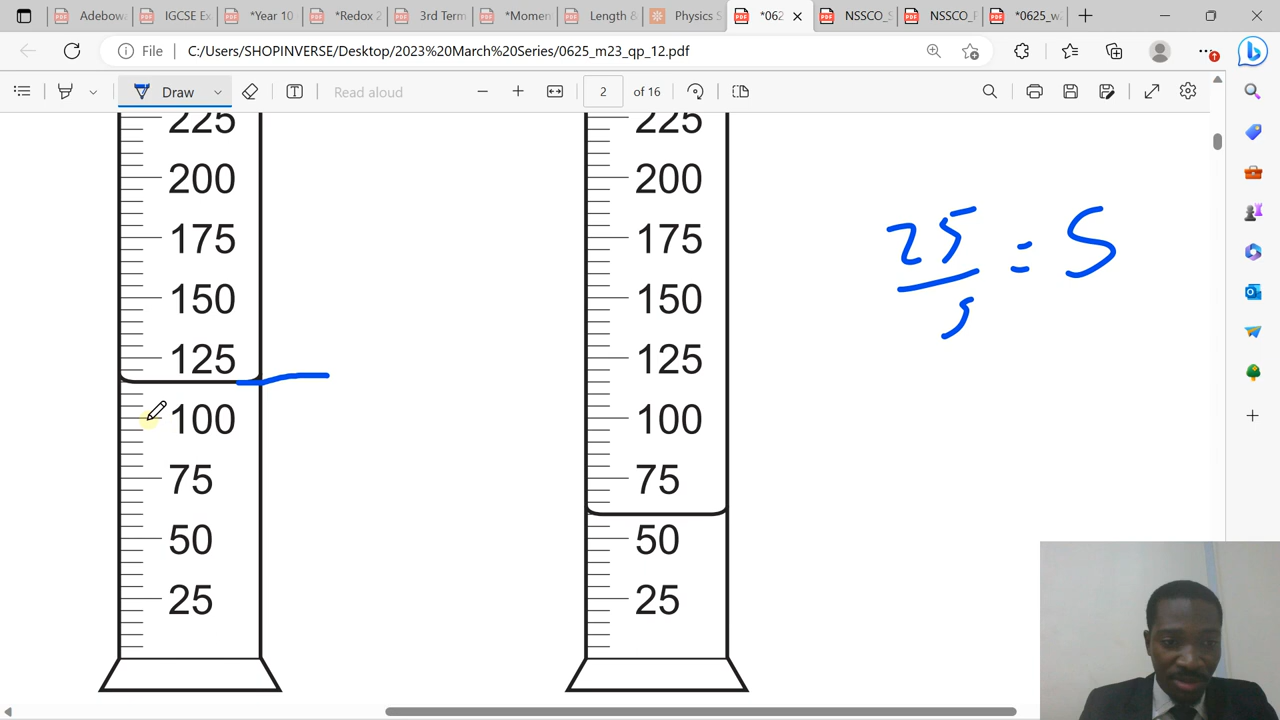 Adebow
IGCSE Ex
*Year 10
*Redox 2
3rd Term
*Momen
Length &
Physics S
*062
NSSCO_S
NSSCO_F
*0625_w
File
C:/Users/SHOPINVERSE/Desktop/2023%20March%20Series/0625_m23_qp_12.pdf
Draw
Read aloud
2 of 16
225
200
175
150
125
100
75
50
25
225
200
175
150
125
100
75
50
25
25
= 5
5